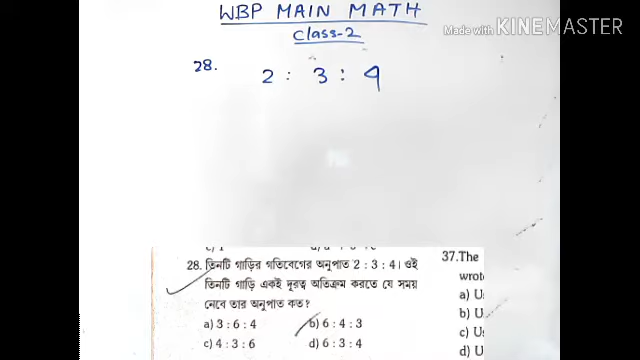 WBP MAIN MATH
Class-2
Made with KINEMASTER
28. 2 : 3 : 4
28. তিনটি গাড়ির গতিবেগের অনুপাত 2 : 3 : 4। ওই
তিনটি গাড়ি একই দূরত্ব অতিক্রম করতে যে সময়
নেবে তার অনুপাত কত?
a) 3 : 6 : 4 b) 6 : 4 : 3
c) 4 : 3 : 6 d) 6 : 3 : 4
37. The
wrote
a) U
b) U
c) U
d) U